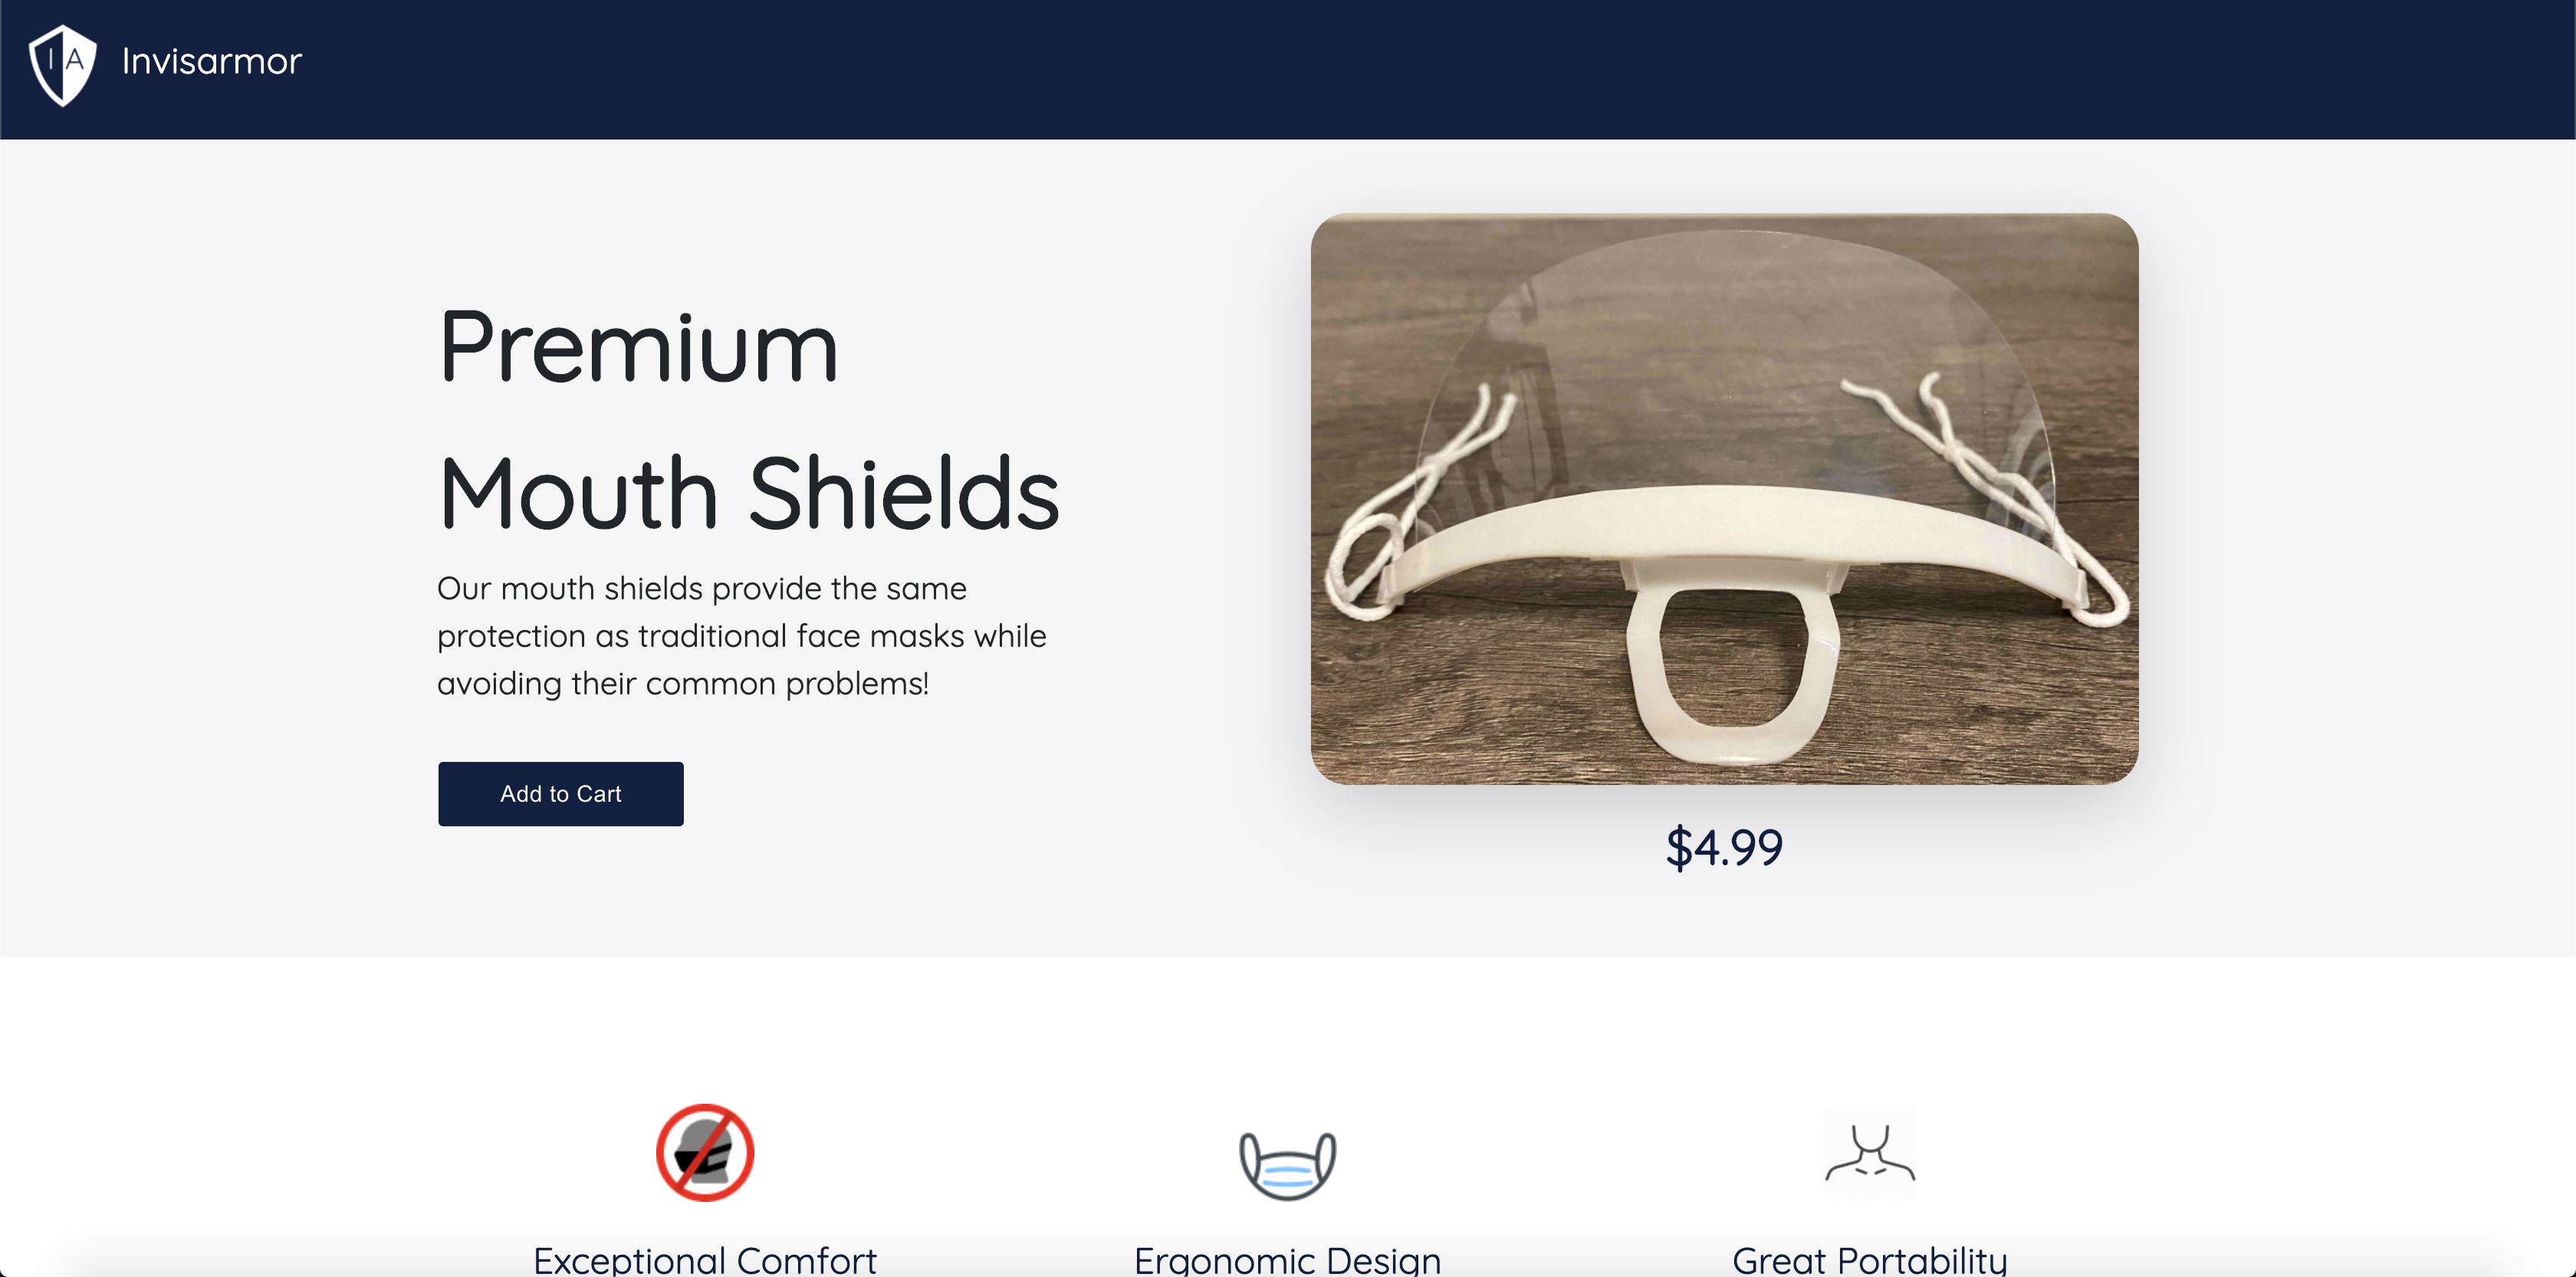 IA
Invisarmor
Premium
Mouth Shields
Our mouth shields provide the same
protection as traditional face masks while
avoiding their common problems!
Add to Cart
$4.99
Exceptional Comfort
Ergonomic Design
Great Portability